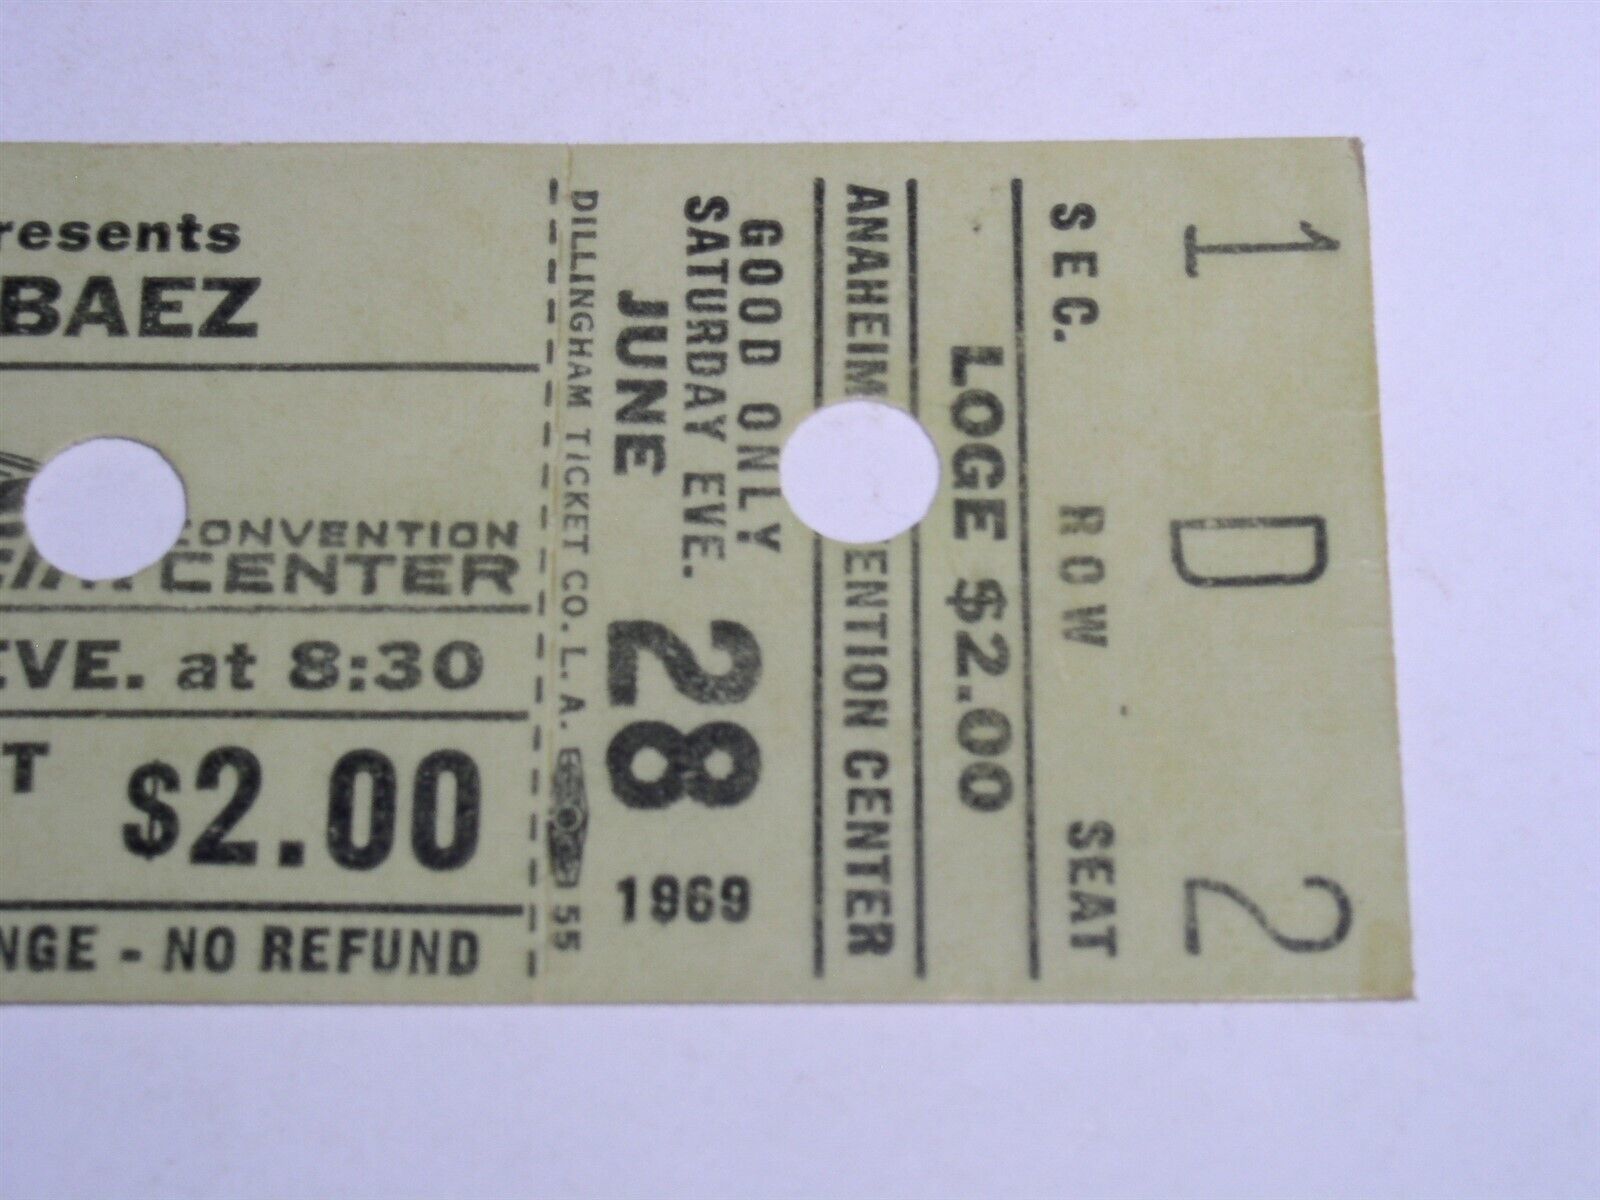 resents
BAEZ
CONVENTION
CENTER
EVE. at 8:30
T $2.00
NGE - NO REFUND
DILLINGHAM TICKET CO. L. A. 55
GOOD ONLY
SATURDAY EVE.
JUNE 28 1969
ANAHEIM ENTION CENTER
LOGE $2.00
SEC. ROW SEAT
1 D 2